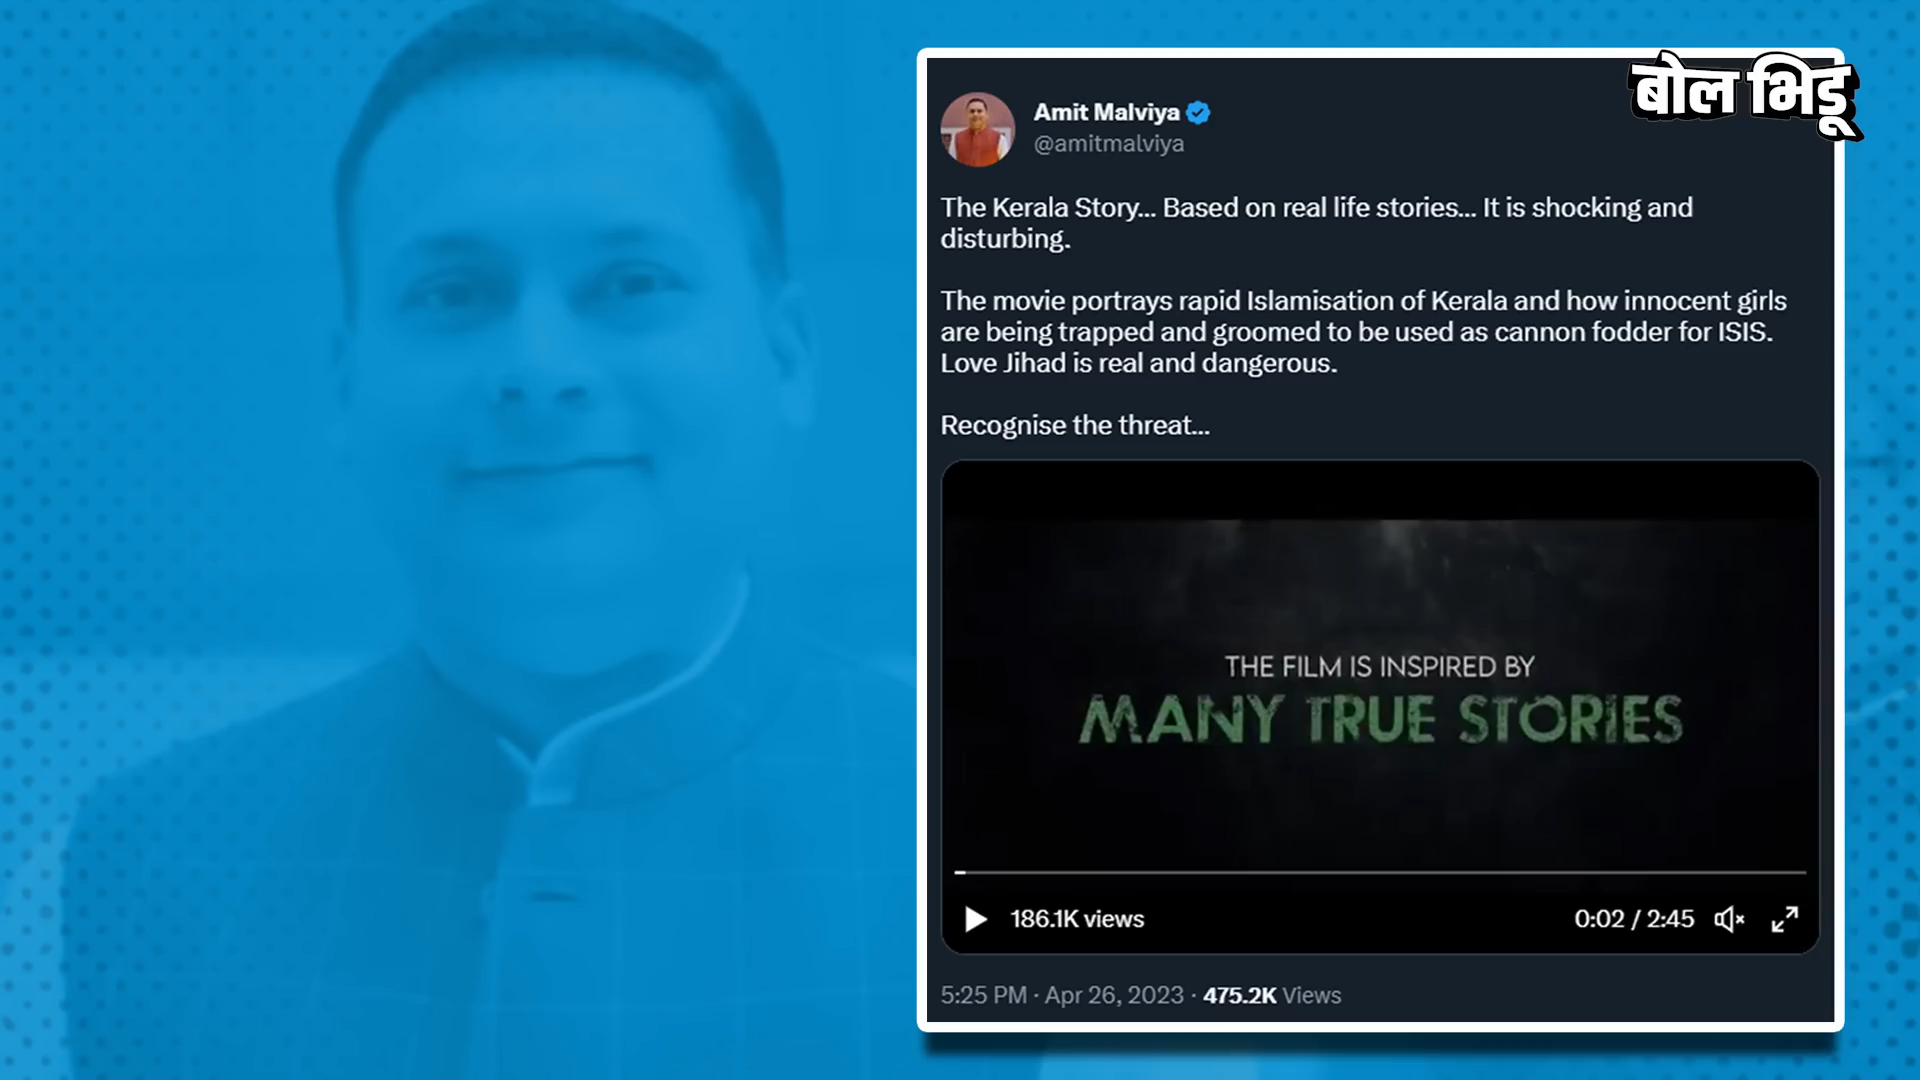 बोल भिडू
Amit Malviya
@amitmalviya
The Kerala Story... Based on real life stories... It is shocking and
disturbing.
The movie portrays rapid Islamisation of Kerala and how innocent girls
are being trapped and groomed to be used as cannon fodder for ISIS.
Love Jihad is real and dangerous.
Recognise the threat...
THE FILM IS INSPIRED BY
MANY TRUE STORIES
186.1K views
0:02 / 2:45
5:25 PM · Apr 26, 2023 · 475.2K Views